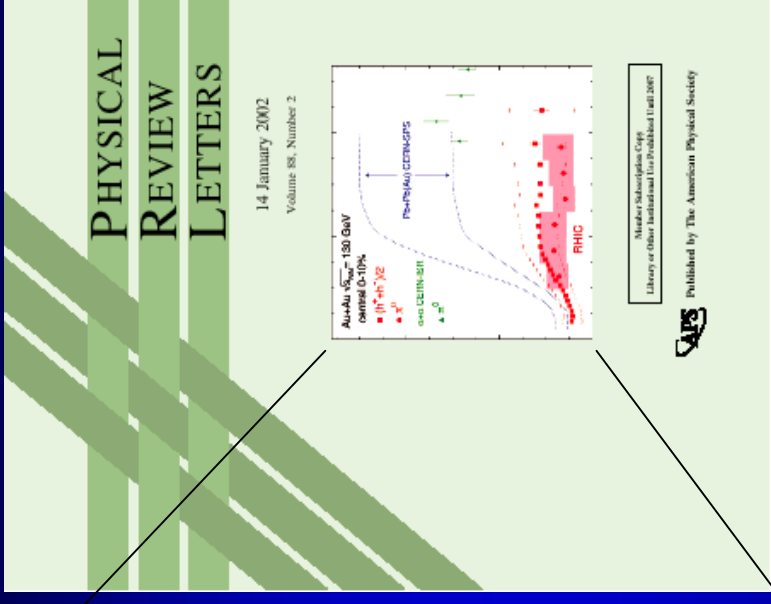 PHYSICAL
REVIEW
LETTERS
14 January 2002
Volume 88, Number 2
Au+Au √sNN= 130 GeV
central 0-10%
(h⁺+h⁻)/2
π⁰
α+α CERN-ISR
π⁰
Pb+Pb(Au) CERN-SPS
RHIC
Member Subscription Copy
Library or Other Institutional Use Prohibited Until 2007
APS
Published by The American Physical Society